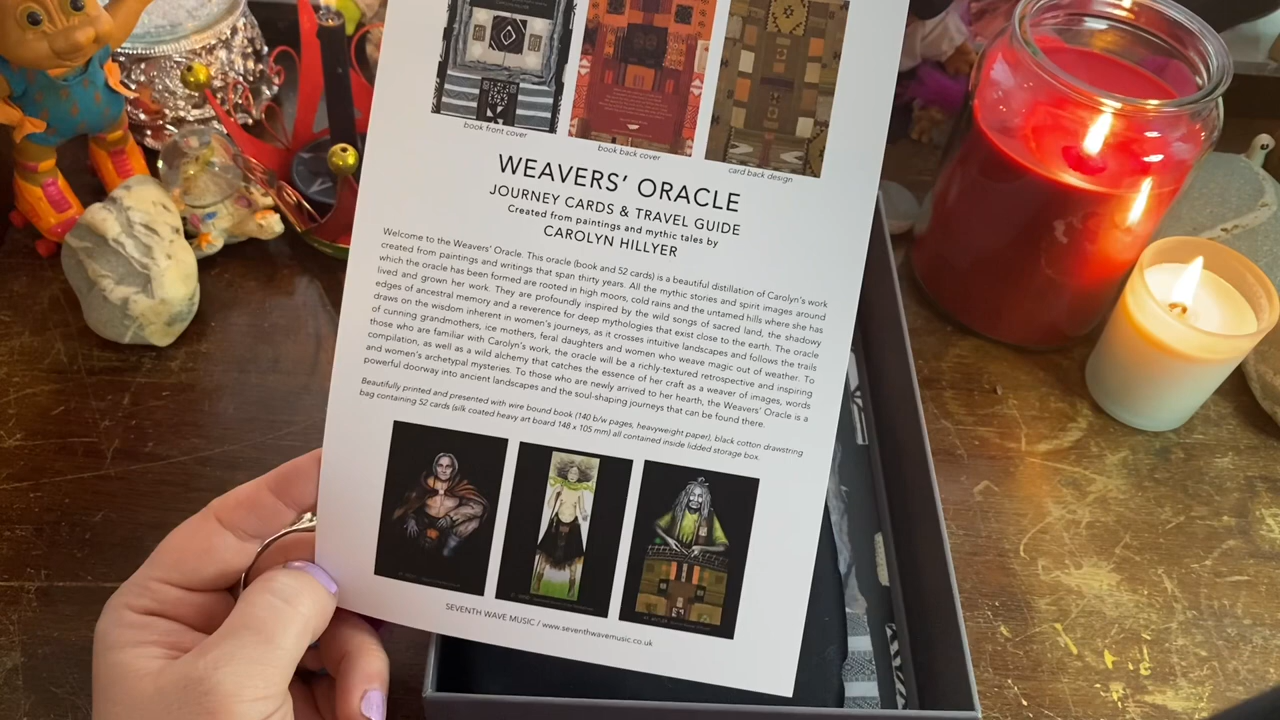 book front cover
book back cover
card back design
WEAVERS' ORACLE
JOURNEY CARDS & TRAVEL GUIDE
Created from paintings and mythic tales by
CAROLYN HILLYER
Welcome to the Weavers' Oracle. This oracle (book and 52 cards) is a beautiful distillation of Carolyn's work
created from paintings and writings that span thirty years. All the mythic stories and spirit images around
which the oracle has been formed are rooted in high moors, cold rains and the untamed hills where she has
lived and grown her work. They are profoundly inspired by the wild songs of sacred land, the shadowy
edges of ancestral memory and a reverence for deep mythologies that exist close to the earth. The oracle
draws on the wisdom inherent in women's journeys, as it crosses intuitive landscapes and follows the trails
of cunning grandmothers, ice mothers, feral daughters and women who weave magic out of weather. To
those who are familiar with Carolyn's work, the oracle will be a richly-textured retrospective and inspiring
compilation, as well as a wild alchemy that catches the essence of her craft as a weaver of images, words
and women's archetypal mysteries. To those who are newly arrived to her hearth, the Weavers' Oracle is a
powerful doorway into ancient landscapes and the soul-shaping journeys that can be found there.
Beautifully printed and presented with wire bound book (140 b/w pages, heavyweight paper), black cotton drawstring
bag containing 52 cards (silk coated heavy art board 148 x 105 mm) all contained inside lidded storage box.
SEVENTH WAVE MUSIC / www.seventhwavemusic.co.uk